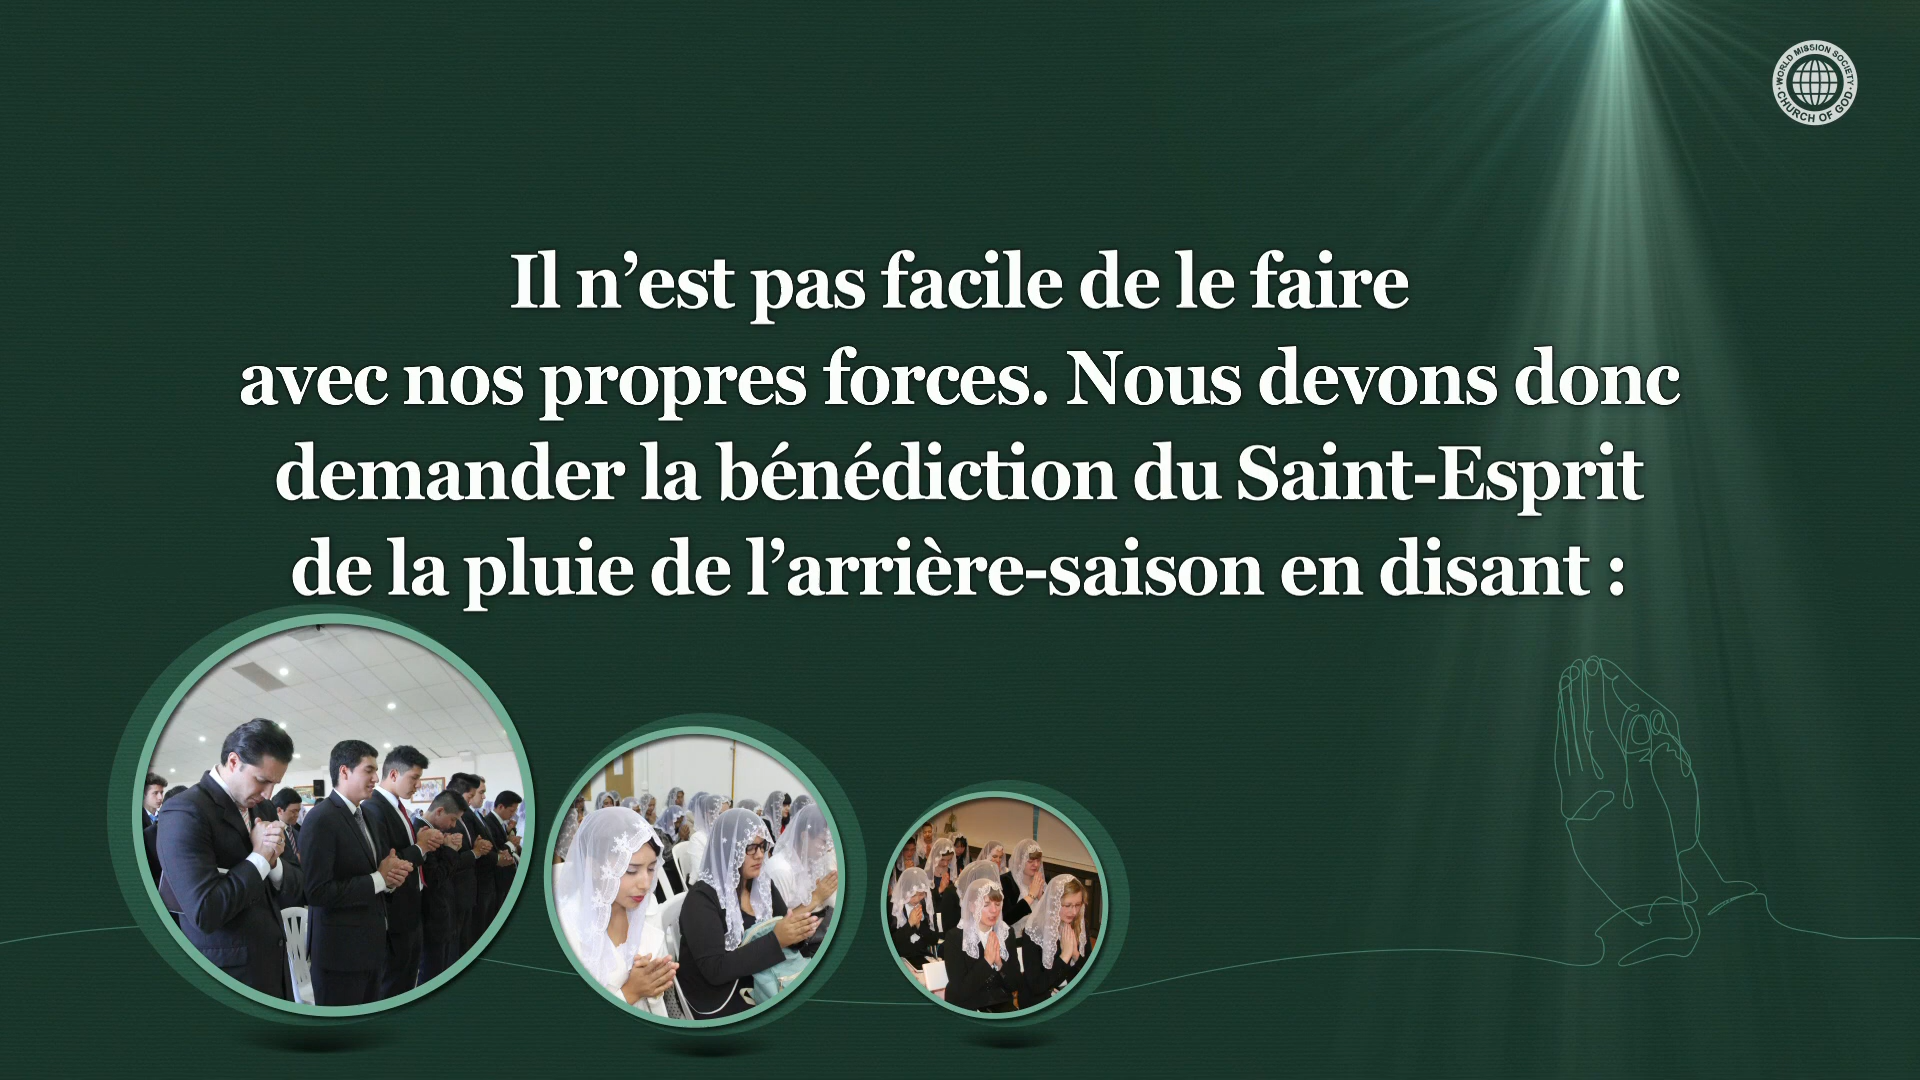 WORLD MISSION SOCIETY
CHURCH OF GOD
Il n’est pas facile de le faire
avec nos propres forces. Nous devons donc
demander la bénédiction du Saint-Esprit
de la pluie de l’arrière-saison en disant :